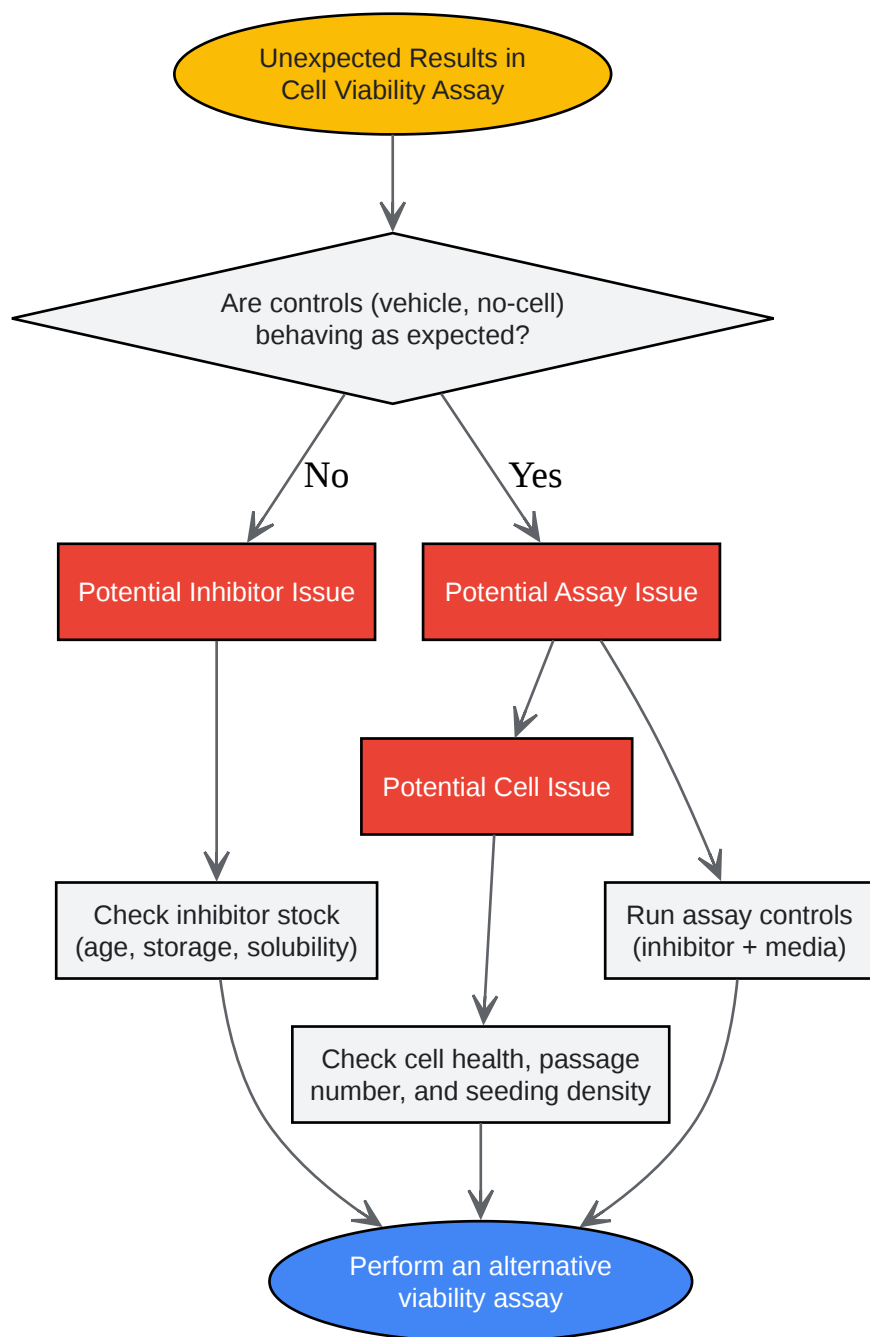 Unexpected Results in
Cell Viability Assay
Are controls (vehicle, no-cell)
behaving as expected?
No
Yes
Potential Inhibitor Issue
Potential Assay Issue
Potential Cell Issue
Check inhibitor stock
(age, storage, solubility)
Run assay controls
(inhibitor + media)
Check cell health, passage
number, and seeding density
Perform an alternative
viability assay